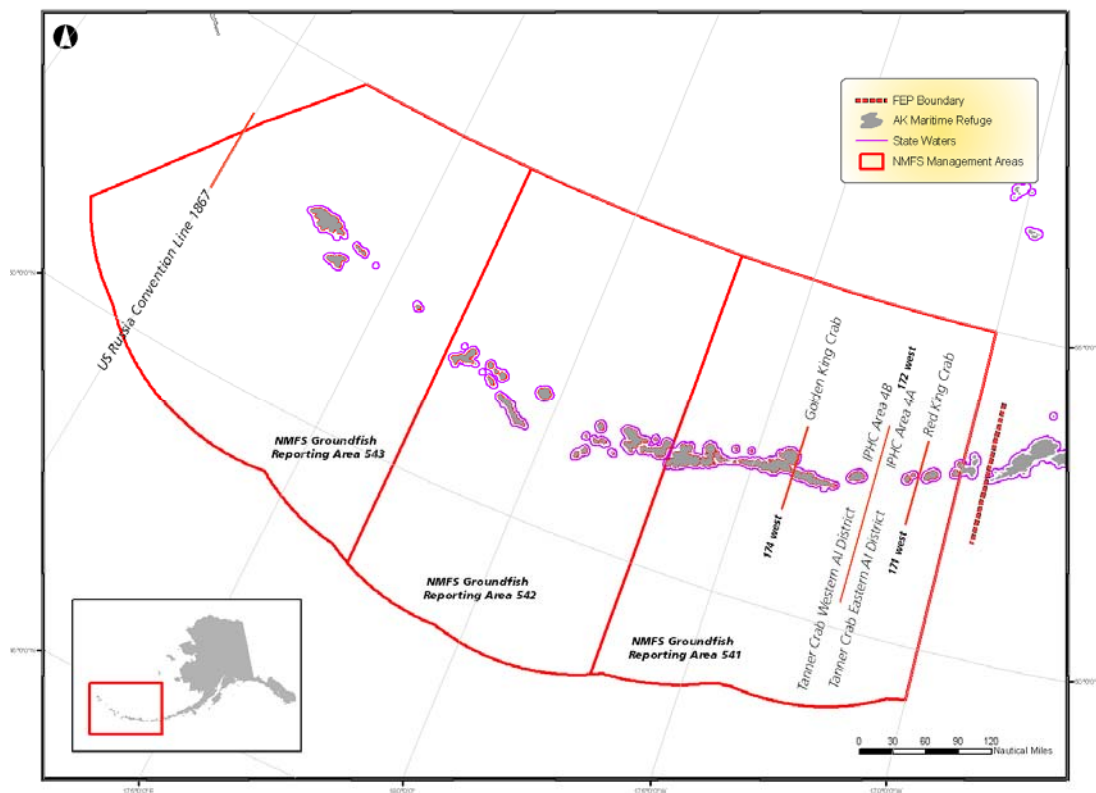 FEP Boundary
AK Maritime Refuge
State Waters
NMFS Management Areas
US Russia Convention Line 1867
NMFS Groundfish
Reporting Area 543
NMFS Groundfish
Reporting Area 542
NMFS Groundfish
Reporting Area 541
Golden King Crab
174 west
IPHC Area 4B
IPHC Area 4A
172 west
Tanner Crab Western AI District
Tanner Crab Eastern AI District
Red King Crab
171 west
0 30 60 90 120
Nautical Miles